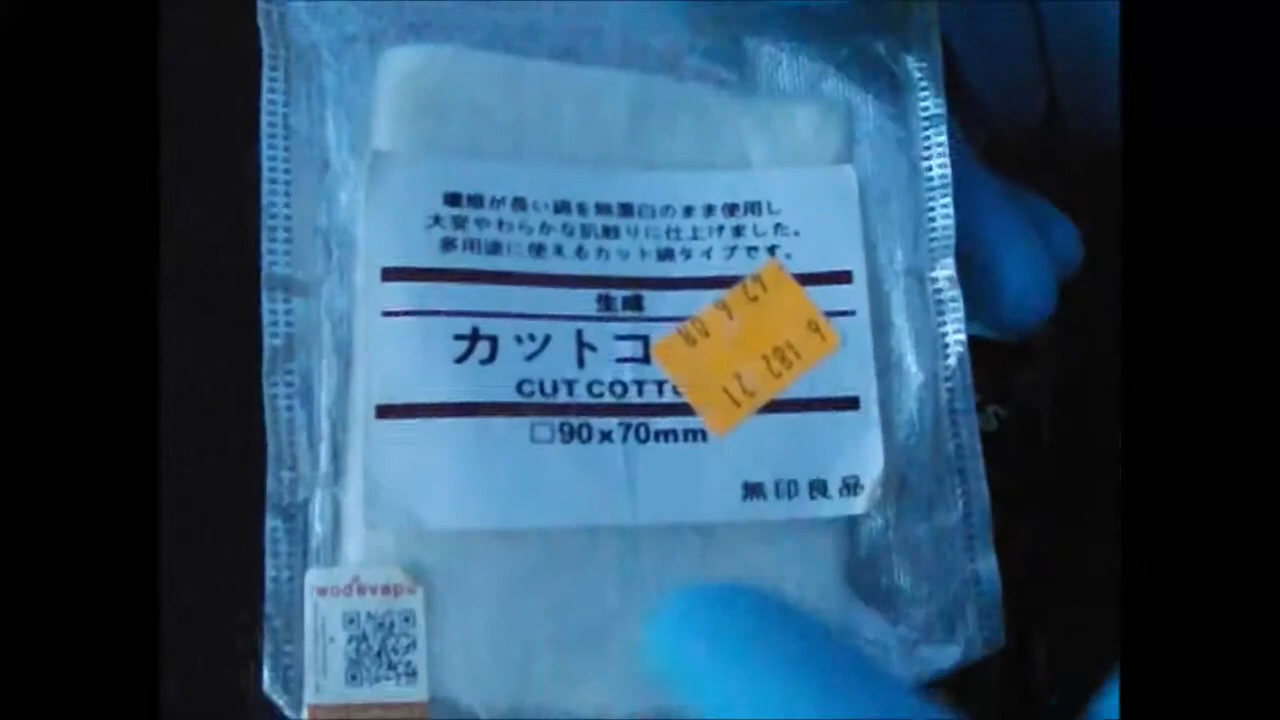 繊維が長い綿を無漂白のまま使用し
大変やわらかな肌触りに仕上げました。
多用途に使えるカット綿タイプです。
生成
カットコ
CUT COTTO
□90x70mm
無印良品
wodevape